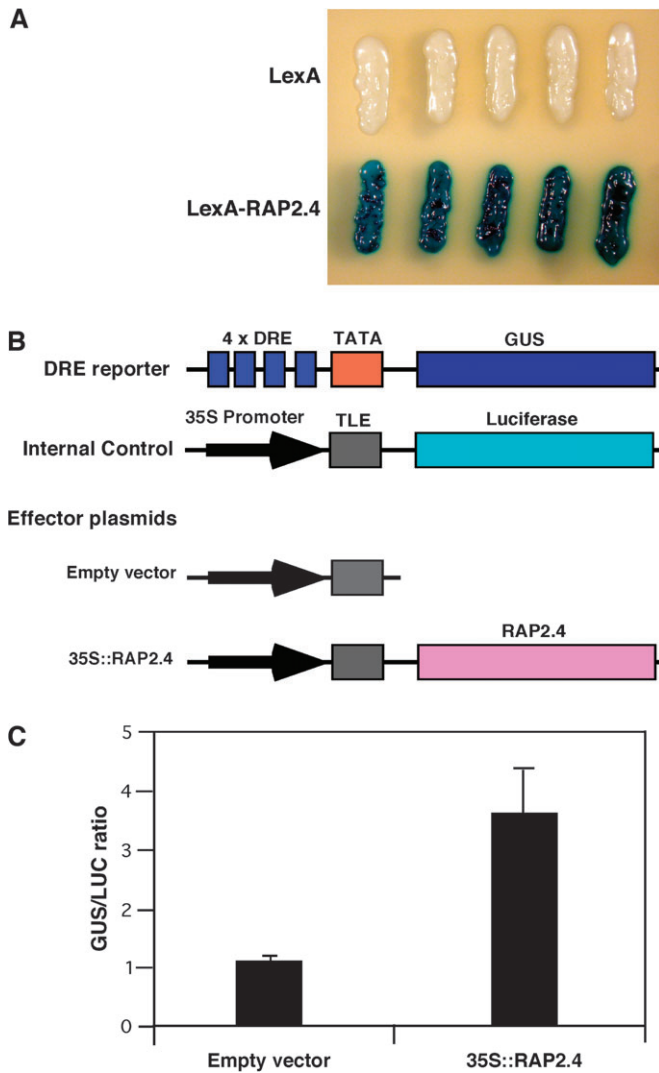 A
LexA
LexA-RAP2.4
B
4 x DRE TATA GUS
DRE reporter
35S Promoter TLE Luciferase
Internal Control
Effector plasmids
Empty vector
RAP2.4
35S::RAP2.4
C
5
4
3
2
1
0
GUS/LUC ratio
Empty vector 35S::RAP2.4